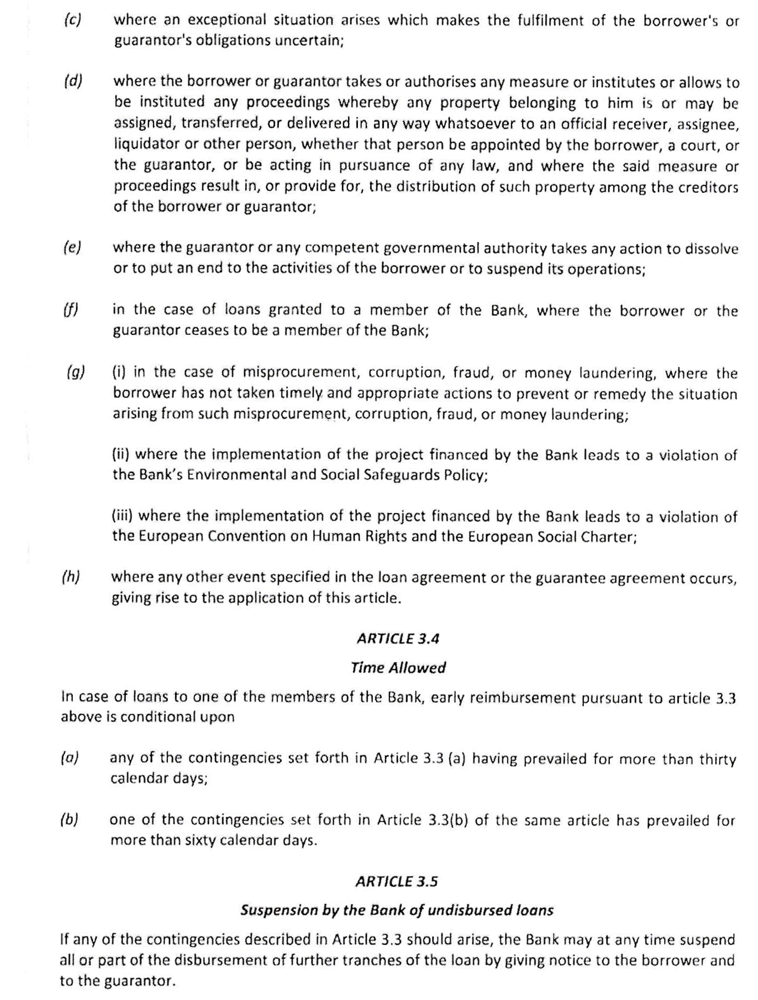 (c) where an exceptional situation arises which makes the fulfilment of the borrower's or
guarantor's obligations uncertain;
(d) where the borrower or guarantor takes or authorises any measure or institutes or allows to
be instituted any proceedings whereby any property belonging to him is or may be
assigned, transferred, or delivered in any way whatsoever to an official receiver, assignee,
liquidator or other person, whether that person be appointed by the borrower, a court, or
the guarantor, or be acting in pursuance of any law, and where the said measure or
proceedings result in, or provide for, the distribution of such property among the creditors
of the borrower or guarantor;
(e) where the guarantor or any competent governmental authority takes any action to dissolve
or to put an end to the activities of the borrower or to suspend its operations;
(f) in the case of loans granted to a member of the Bank, where the borrower or the
guarantor ceases to be a member of the Bank;
(g) (i) in the case of misprocurement, corruption, fraud, or money laundering, where the
borrower has not taken timely and appropriate actions to prevent or remedy the situation
arising from such misprocurement, corruption, fraud, or money laundering;
(ii) where the implementation of the project financed by the Bank leads to a violation of
the Bank's Environmental and Social Safeguards Policy;
(iii) where the implementation of the project financed by the Bank leads to a violation of
the European Convention on Human Rights and the European Social Charter;
(h) where any other event specified in the loan agreement or the guarantee agreement occurs,
giving rise to the application of this article.
ARTICLE 3.4
Time Allowed
In case of loans to one of the members of the Bank, early reimbursement pursuant to article 3.3
above is conditional upon
(a) any of the contingencies set forth in Article 3.3 (a) having prevailed for more than thirty
calendar days;
(b) one of the contingencies set forth in Article 3.3(b) of the same article has prevailed for
more than sixty calendar days.
ARTICLE 3.5
Suspension by the Bank of undisbursed loans
If any of the contingencies described in Article 3.3 should arise, the Bank may at any time suspend
all or part of the disbursement of further tranches of the loan by giving notice to the borrower and
to the guarantor.